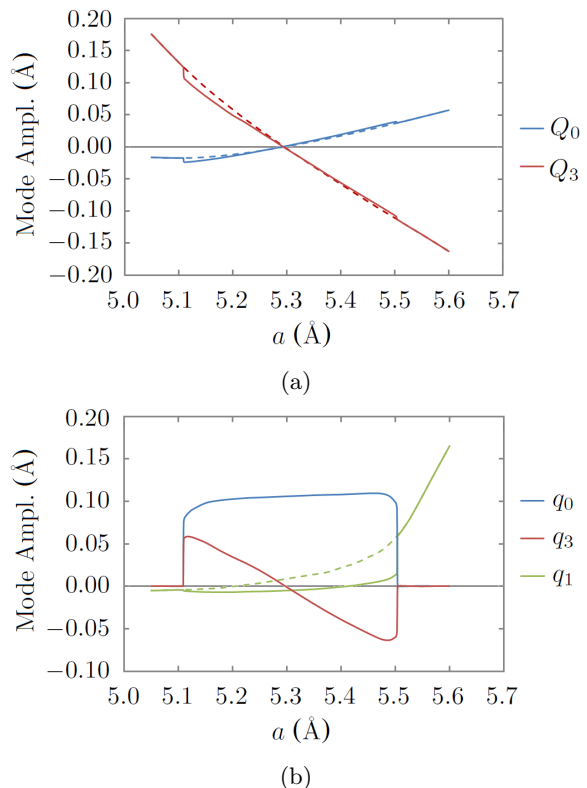 0.20
0.15
0.10
0.05
0.00
−0.05
−0.10
−0.15
−0.20
Mode Ampl. (Å)
5.0 5.1 5.2 5.3 5.4 5.5 5.6 5.7
a (Å)
Q₀
Q₃
(a)
0.20
0.15
0.10
0.05
0.00
−0.05
−0.10
Mode Ampl. (Å)
5.0 5.1 5.2 5.3 5.4 5.5 5.6 5.7
a (Å)
q₀
q₃
q₁
(b)